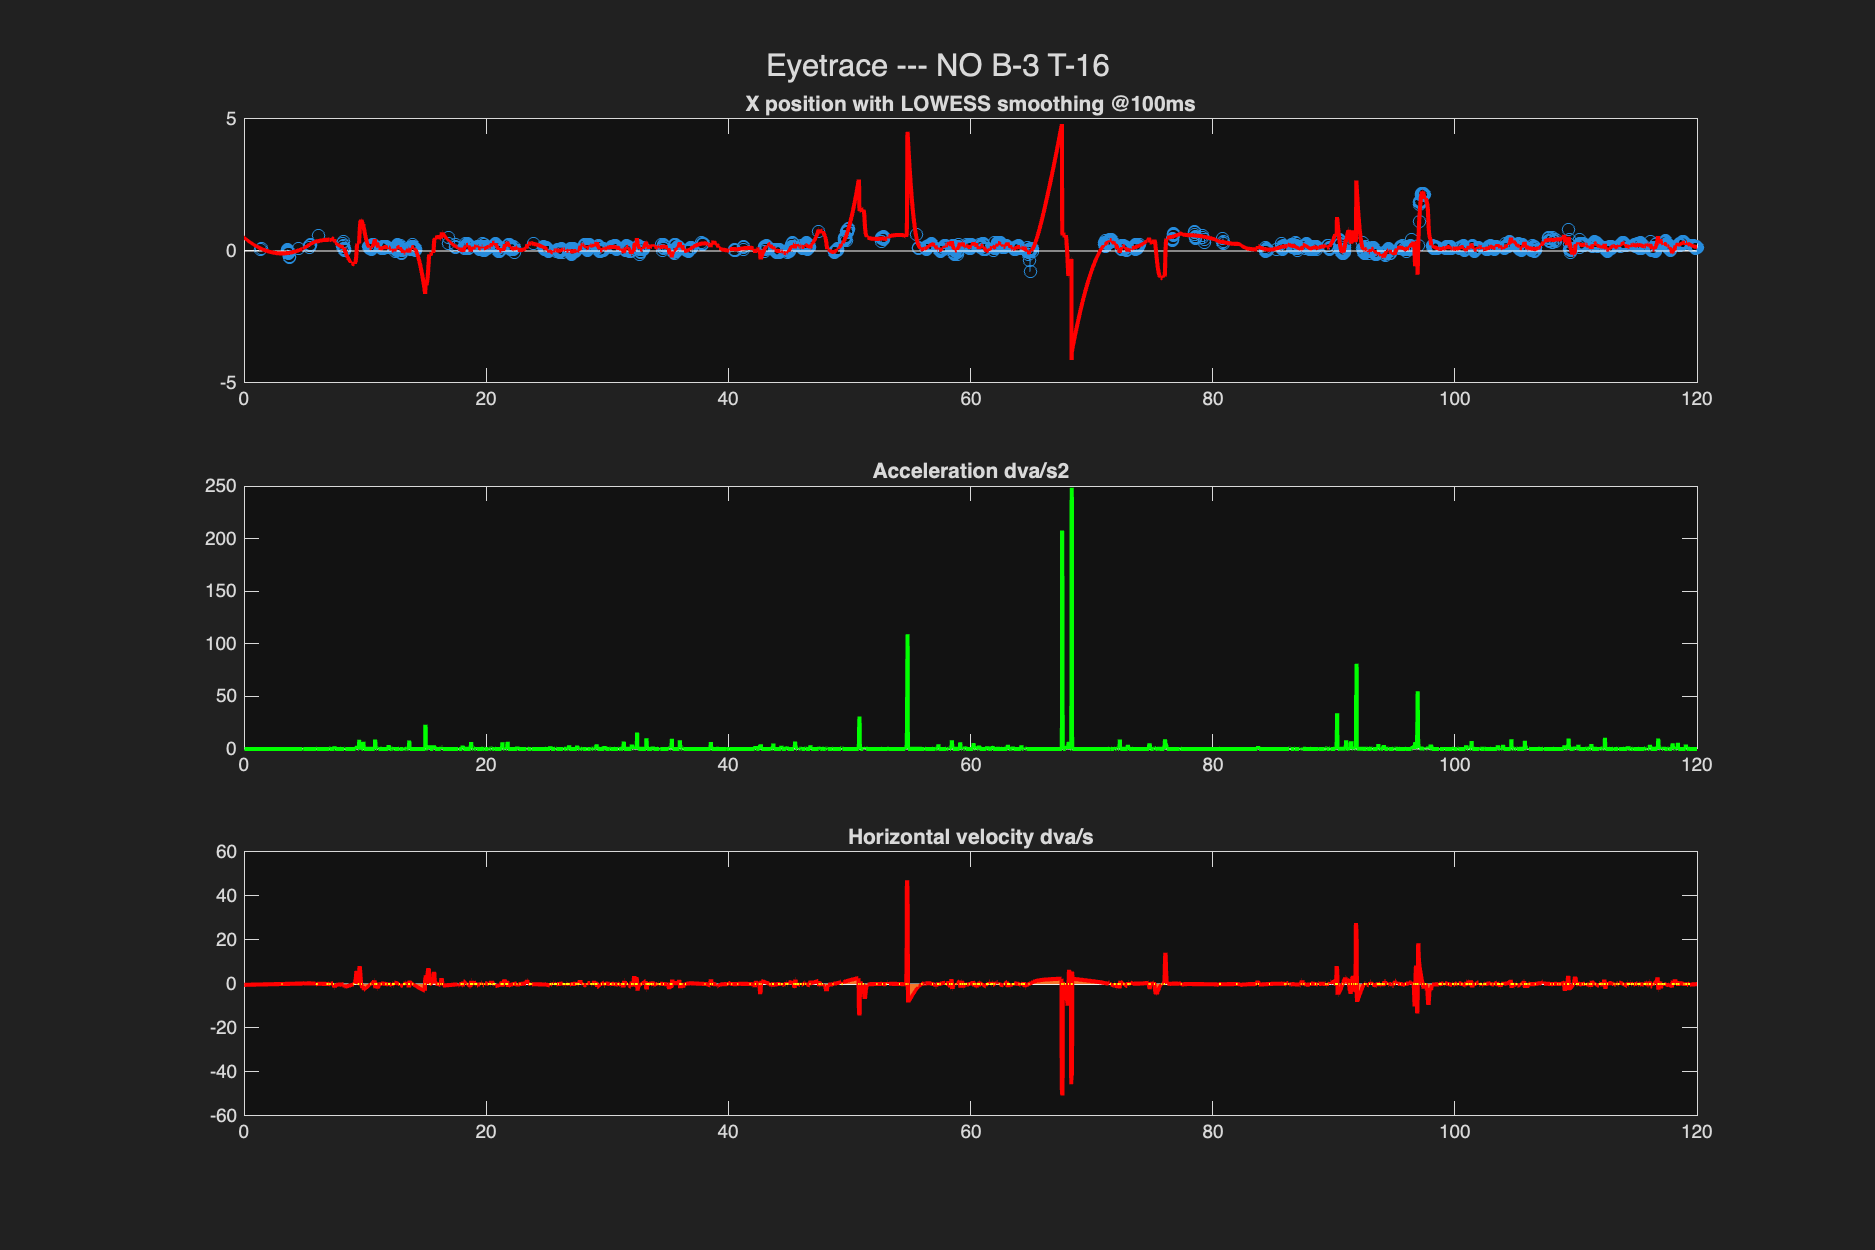 Eyetrace --- NO B-3 T-16
X position with LOWESS smoothing @100ms
5
0
-5
0 20 40 60 80 100 120
Acceleration dva/s2
250
200
150
100
50
0
0 20 40 60 80 100 120
Horizontal velocity dva/s
60
40
20
0
-20
-40
-60
0 20 40 60 80 100 120